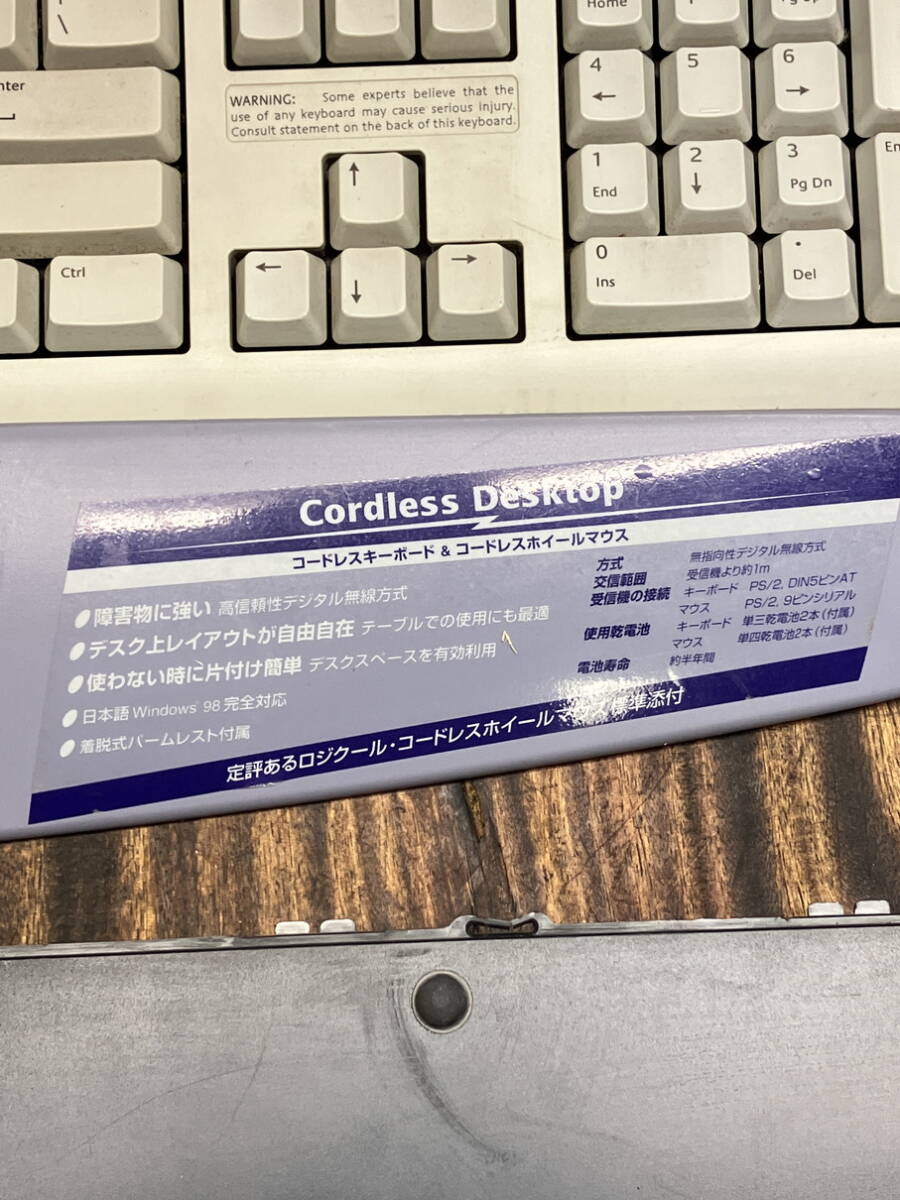 \
Home
Pg Up
nter
4
5
6
←
→
WARNING: Some experts believe that the
use of any keyboard may cause serious injury.
Consult statement on the back of this keyboard.
1
2
3
End
↓
Pg Dn
En
↑
0
Ins
.
Del
Ctrl
←
↓
→
Cordless Desktop
コードレスキーボード & コードレスホイールマウス
●障害物に強い 高信頼性デジタル無線方式
●デスク上レイアウトが自由自在 テーブルでの使用にも最適
●使わない時に片付け簡単 デスクスペースを有効利用
●日本語 Windows 98 完全対応
●着脱式パームレスト付属
方式 無指向性デジタル無線方式
交信範囲 受信機より約1m
受信機の接続 キーボード PS/2, DIN5ピンAT
マウス PS/2, 9ピンシリアル
使用乾電池 キーボード 単三乾電池2本(付属)
マウス 単四乾電池2本(付属)
電池寿命 約半年間
定評あるロジクール・コードレスホイールマウス標準添付